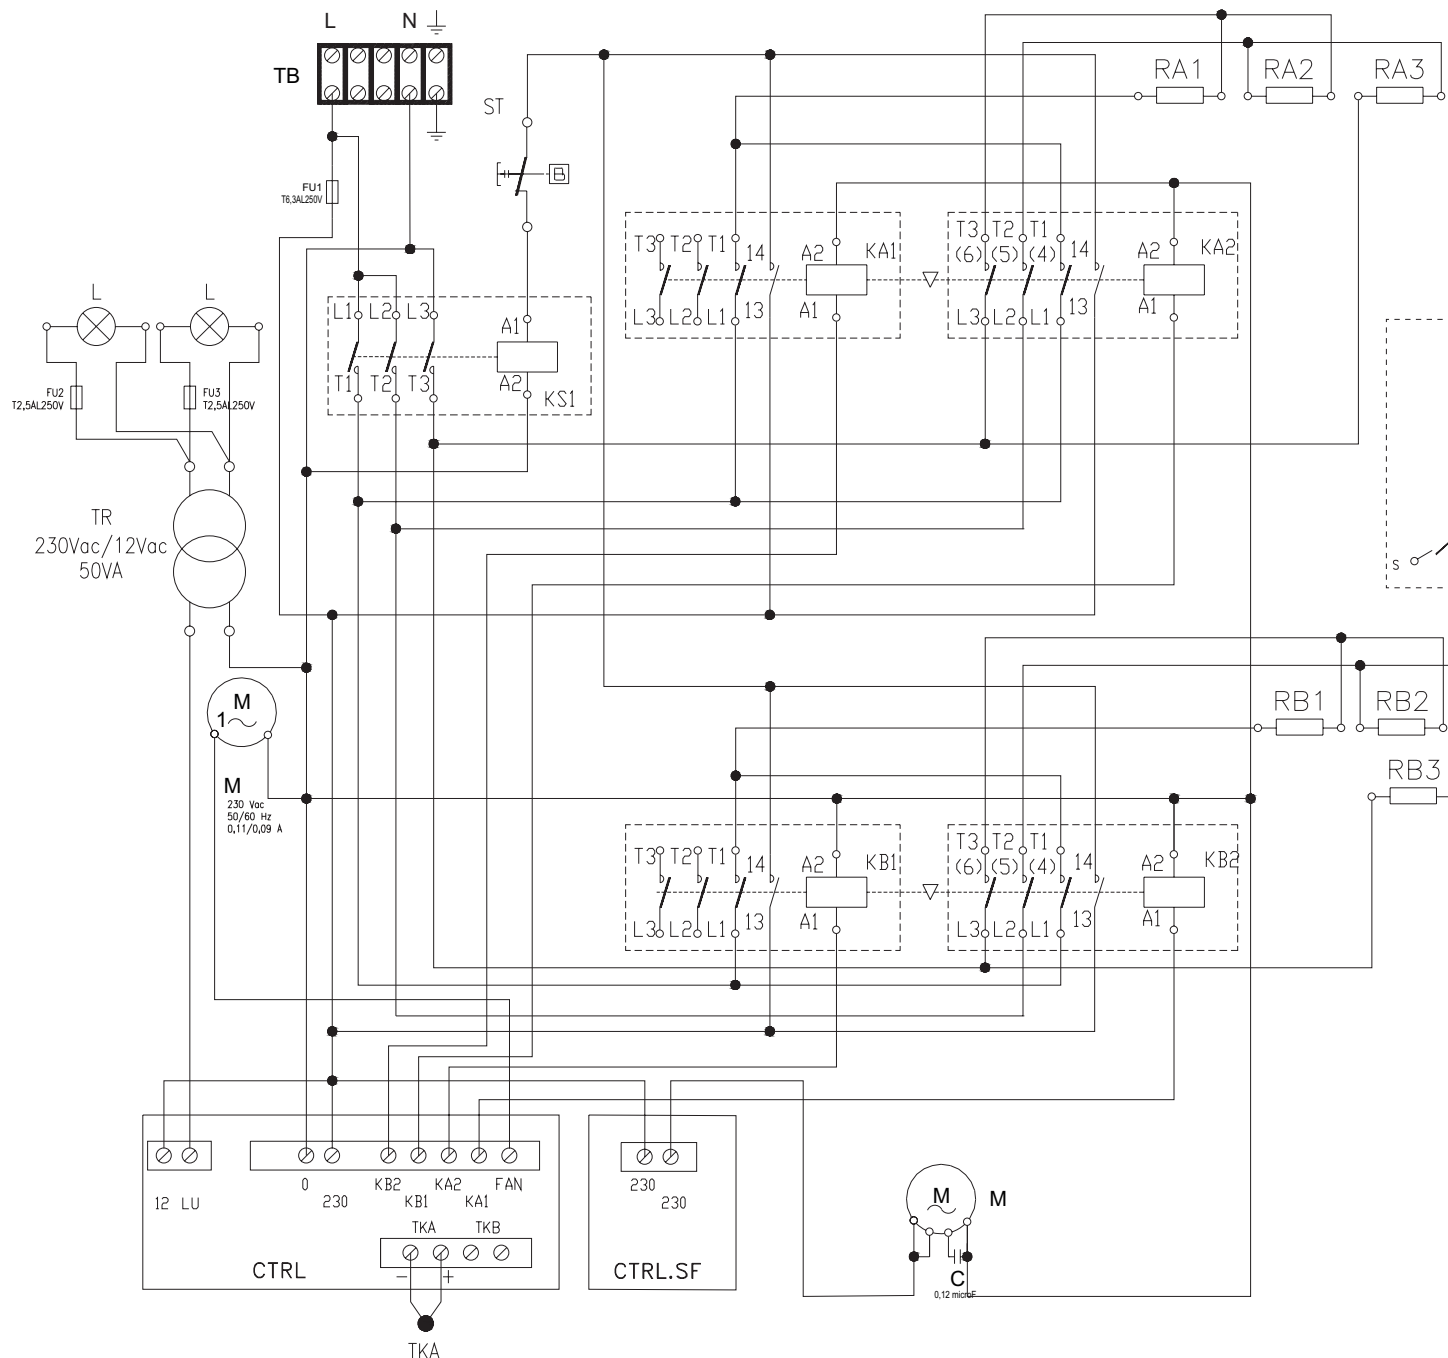 L N
TB
ST
FU1
T6,3AL250V
RA1 RA2 RA3
B
T3 T2 T1 14 A2 KA1
L3 L2 L1 13 A1
T3 T2 T1 14 A2 KA2
(6) (5) (4)
L3 L2 L1 13 A1
L L
L1 L2 L3 A1
T1 T2 T3 A2 KS1
FU2
T2,5AL250V
FU3
T2,5AL250V
TR
230Vac/12Vac
50VA
S
M
1
M
230 Vac
50/60 Hz
0,11/0,09 A
RB1 RB2
RB3
T3 T2 T1 14 A2 KB1
L3 L2 L1 13 A1
T3 T2 T1 14 A2 KB2
(6) (5) (4)
L3 L2 L1 13 A1
12 LU
0 230 KB2 KB1 KA2 KA1 FAN
TKA TKB
- +
CTRL
TKA
230 230
CTRL.SF
M M
C
0,12 microF